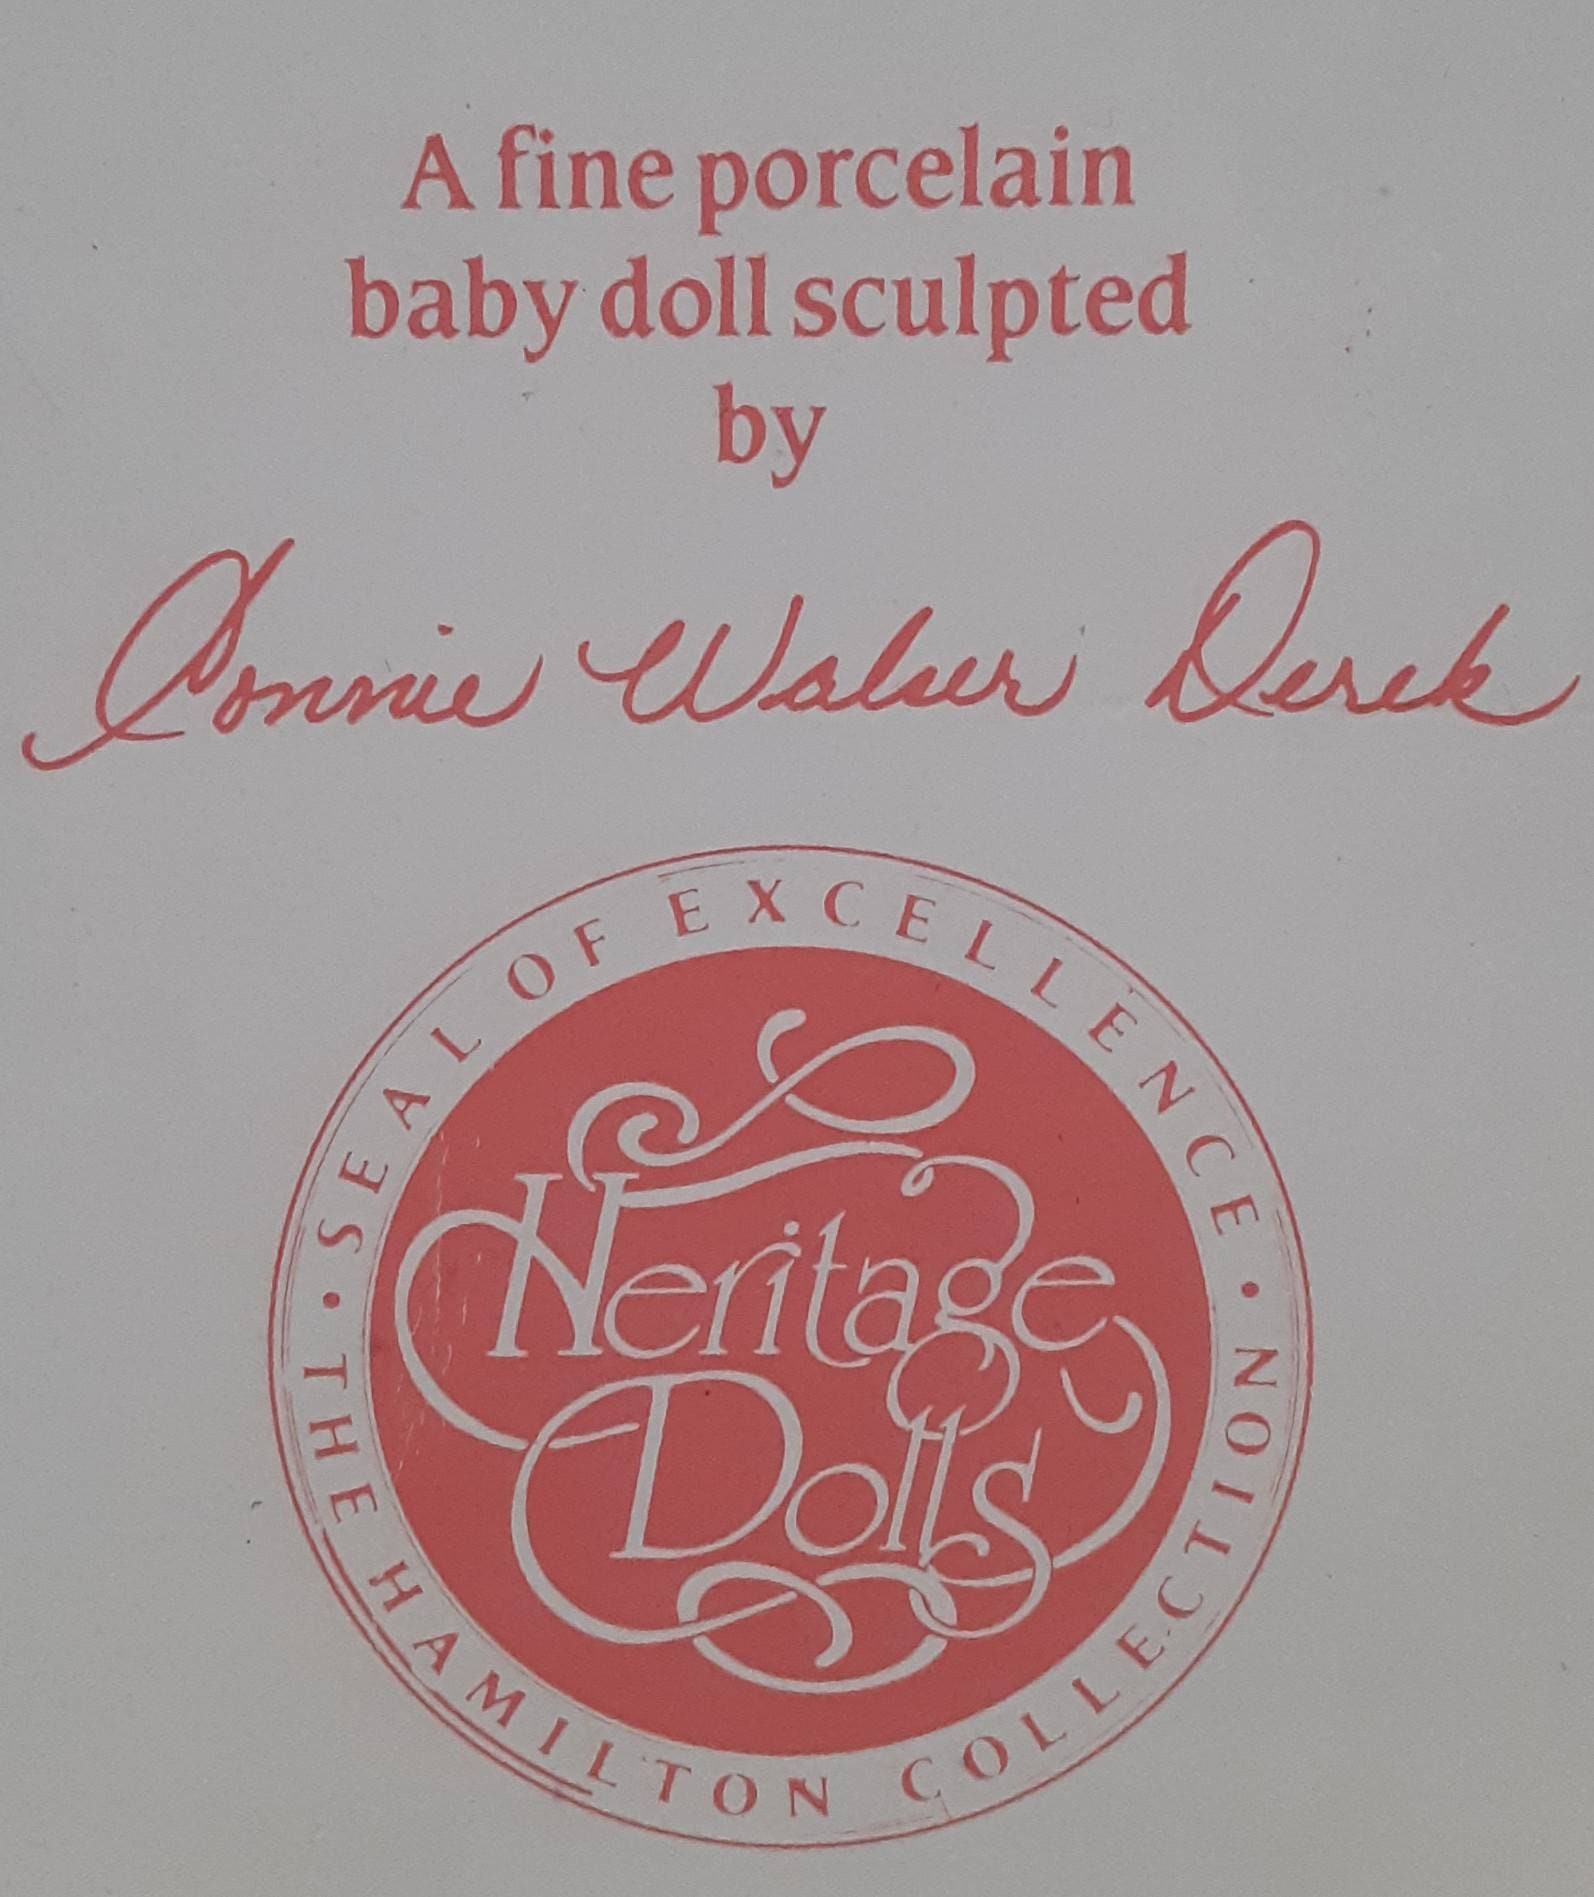 A fine porcelain
baby doll sculpted
by
Connie Walser Derek
SEAL OF EXCELLENCE
Heritage
Dolls
· THE HAMILTON COLLECTION ·